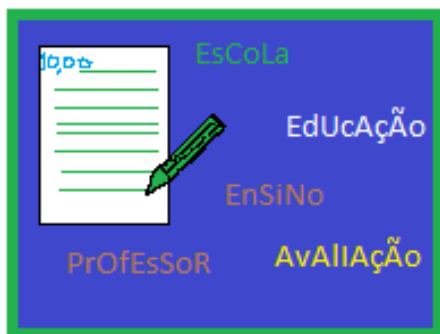 10,00
EsCoLa
EdUcAçÃo
EnSiNo
PrOfEsSoR
AvAlIAçÃo